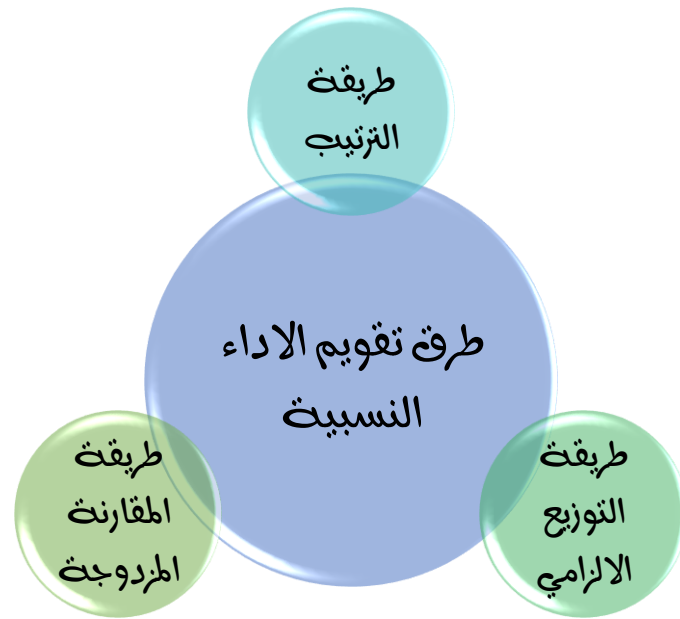 طريقة
الترتيب
طرق تقويم الاداء
النسبية
طريقة
التوزيع
الالزامي
طريقة
المقارنة
المزدوجة